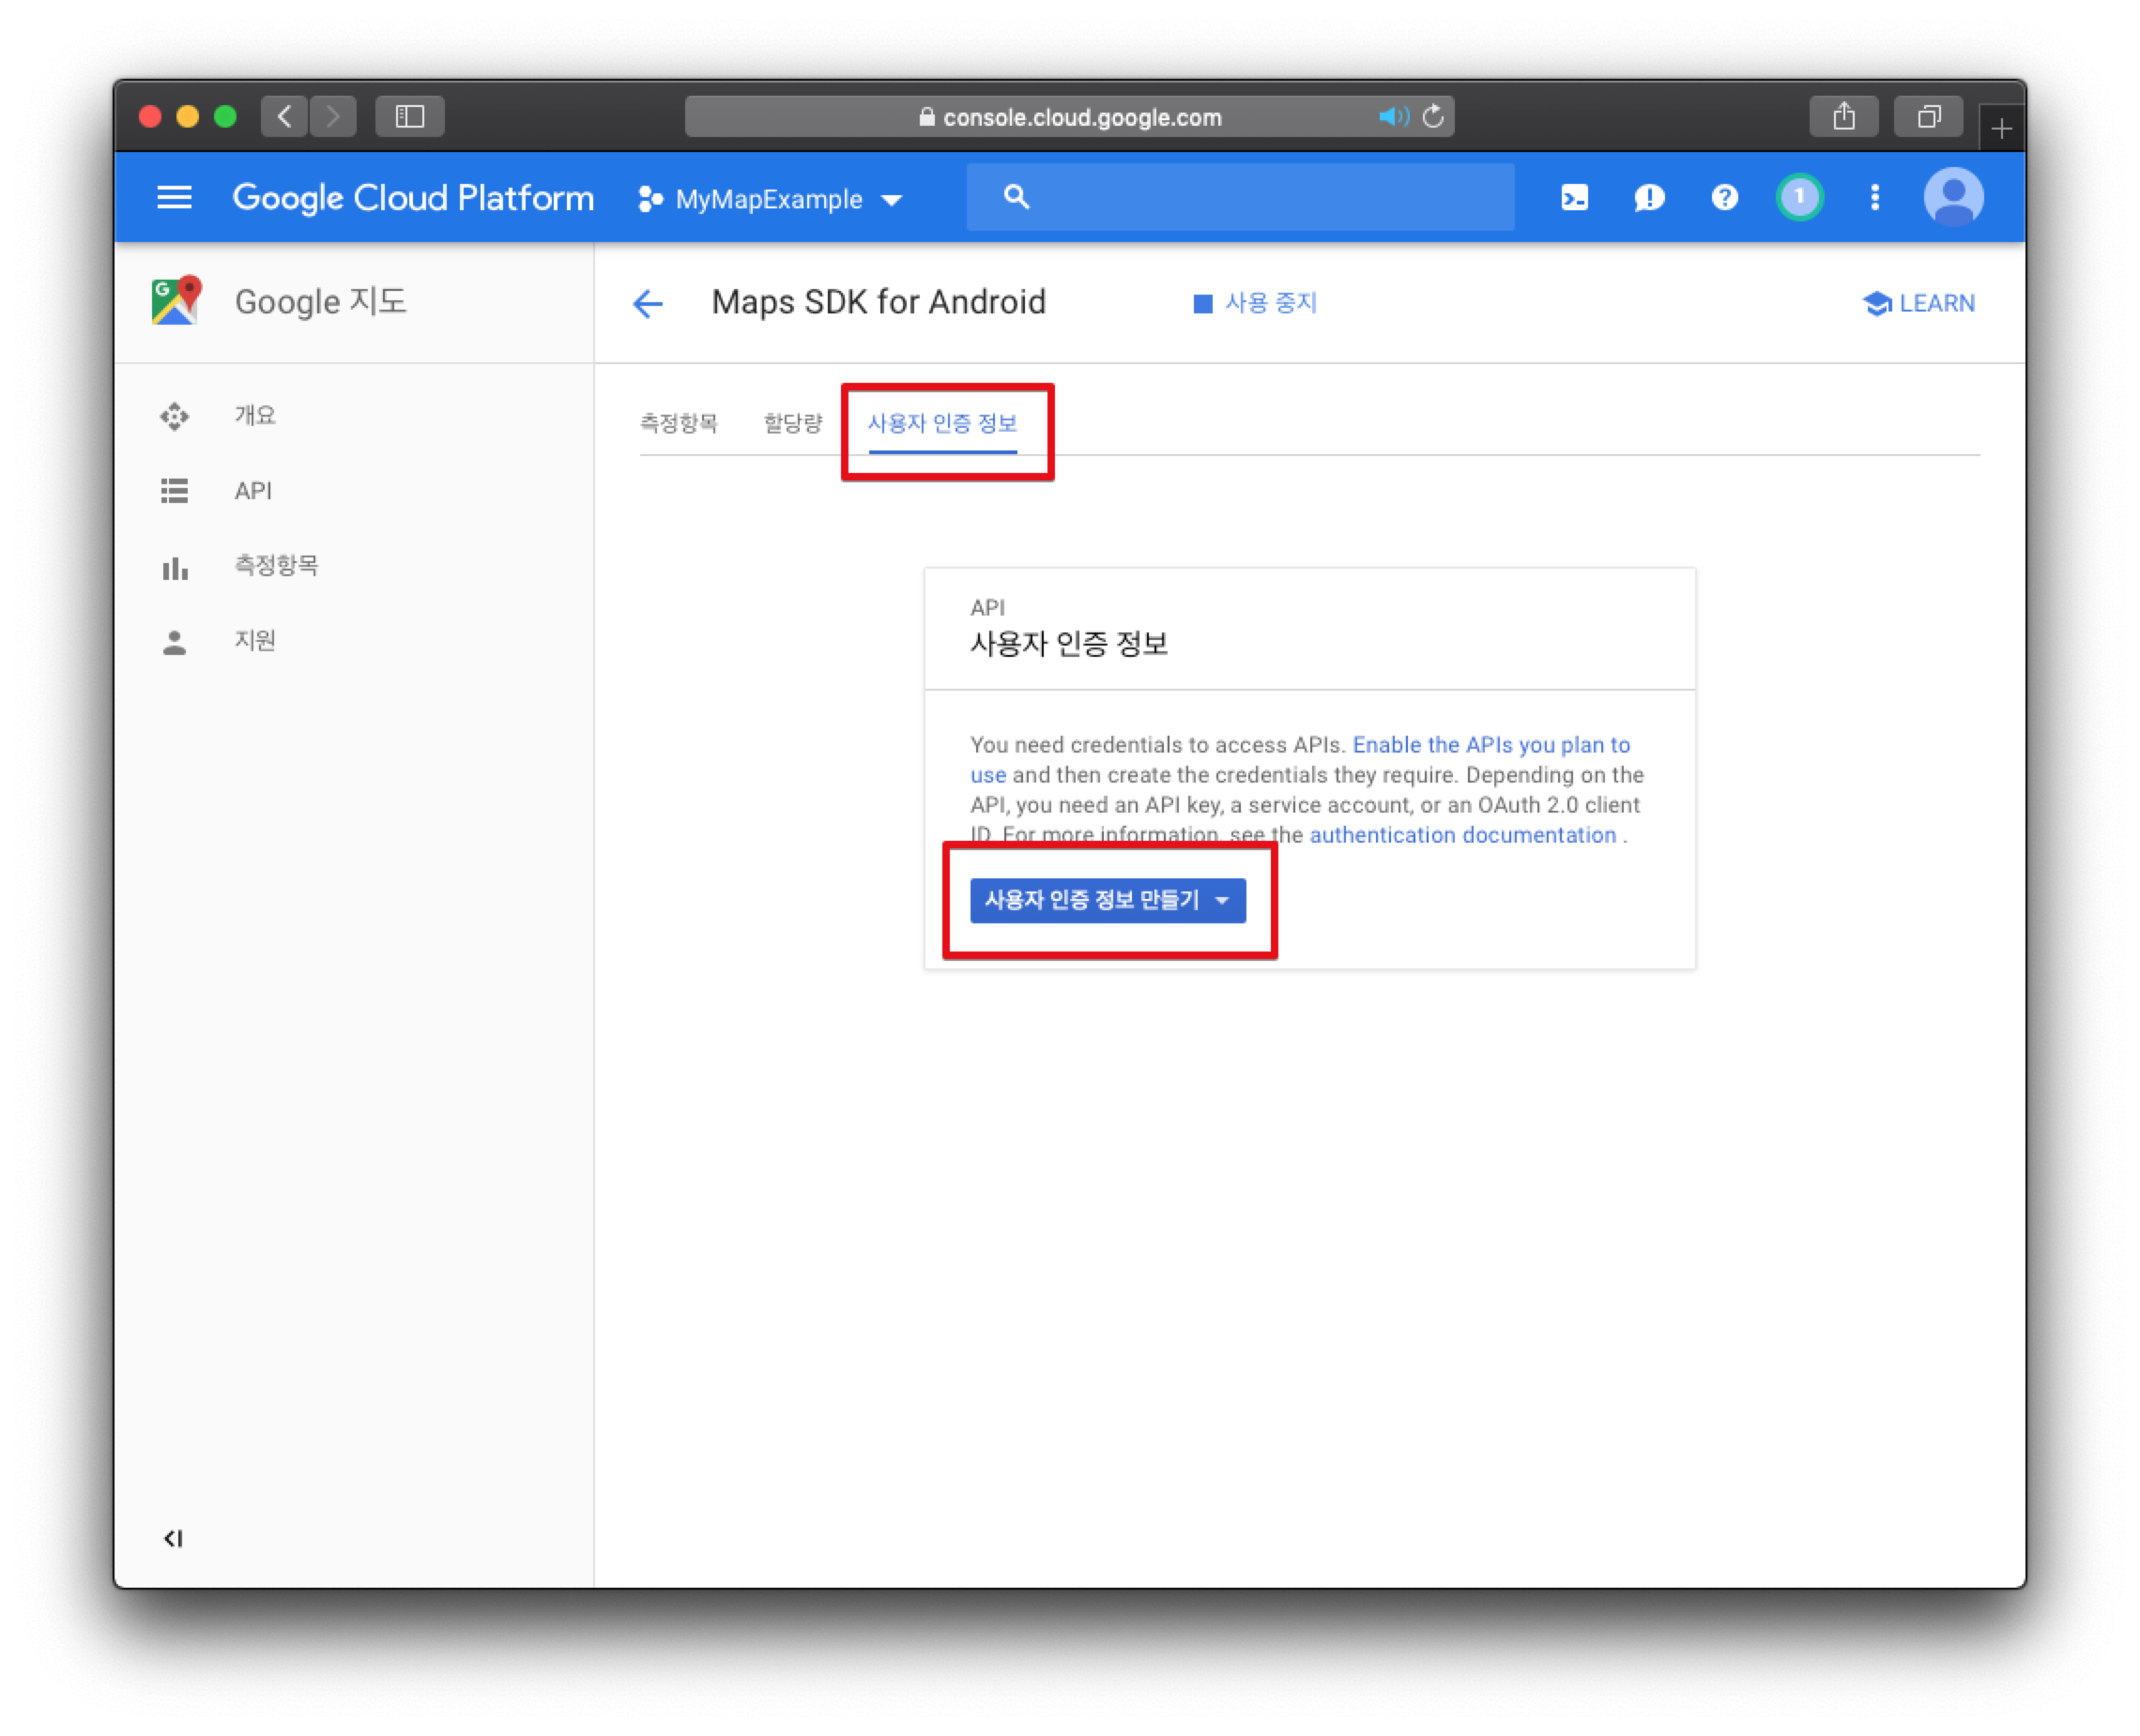 console.cloud.google.com
Google Cloud Platform
MyMapExample
1
Google 지도
Maps SDK for Android
사용 중지
LEARN
개요
API
측정항목
지원
측정항목
할당량
사용자 인증 정보
API
사용자 인증 정보
You need credentials to access APIs. Enable the APIs you plan to
use and then create the credentials they require. Depending on the
API, you need an API key, a service account, or an OAuth 2.0 client
ID. For more information, see the authentication documentation .
사용자 인증 정보 만들기